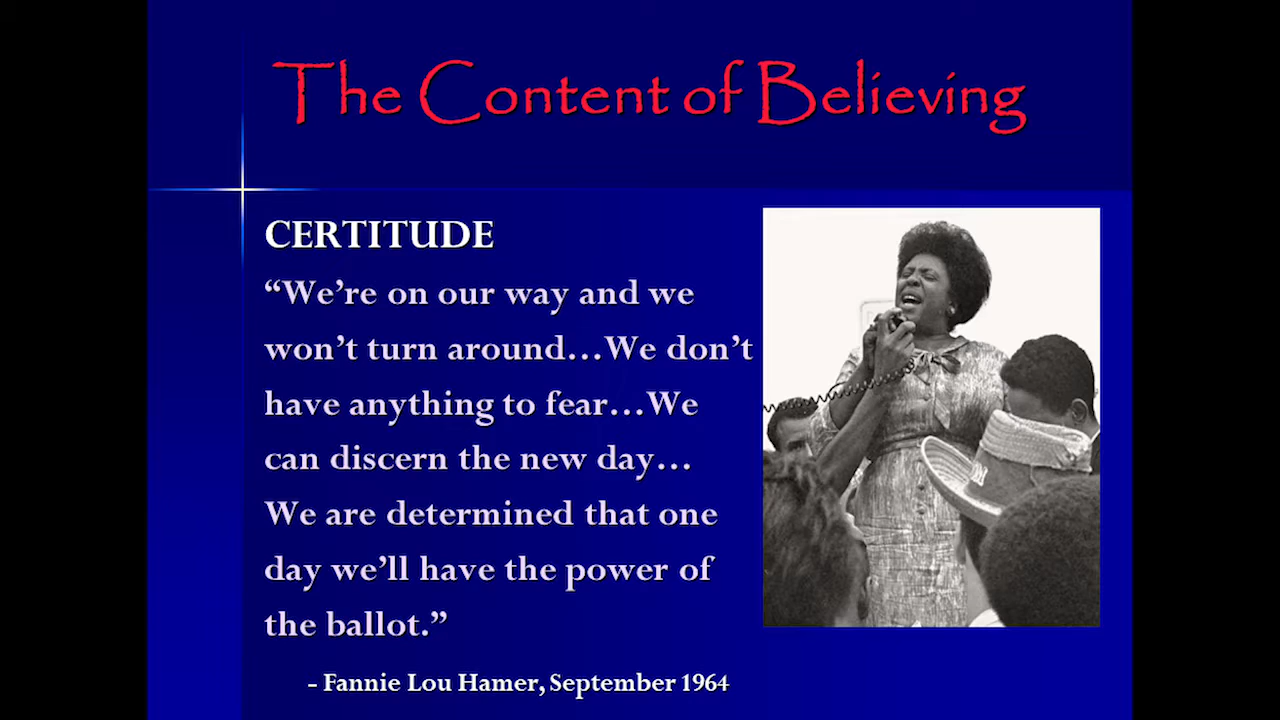 The Content of Believing
CERTITUDE
“We’re on our way and we
won’t turn around…We don’t
have anything to fear…We
can discern the new day…
We are determined that one
day we’ll have the power of
the ballot.”
- Fannie Lou Hamer, September 1964